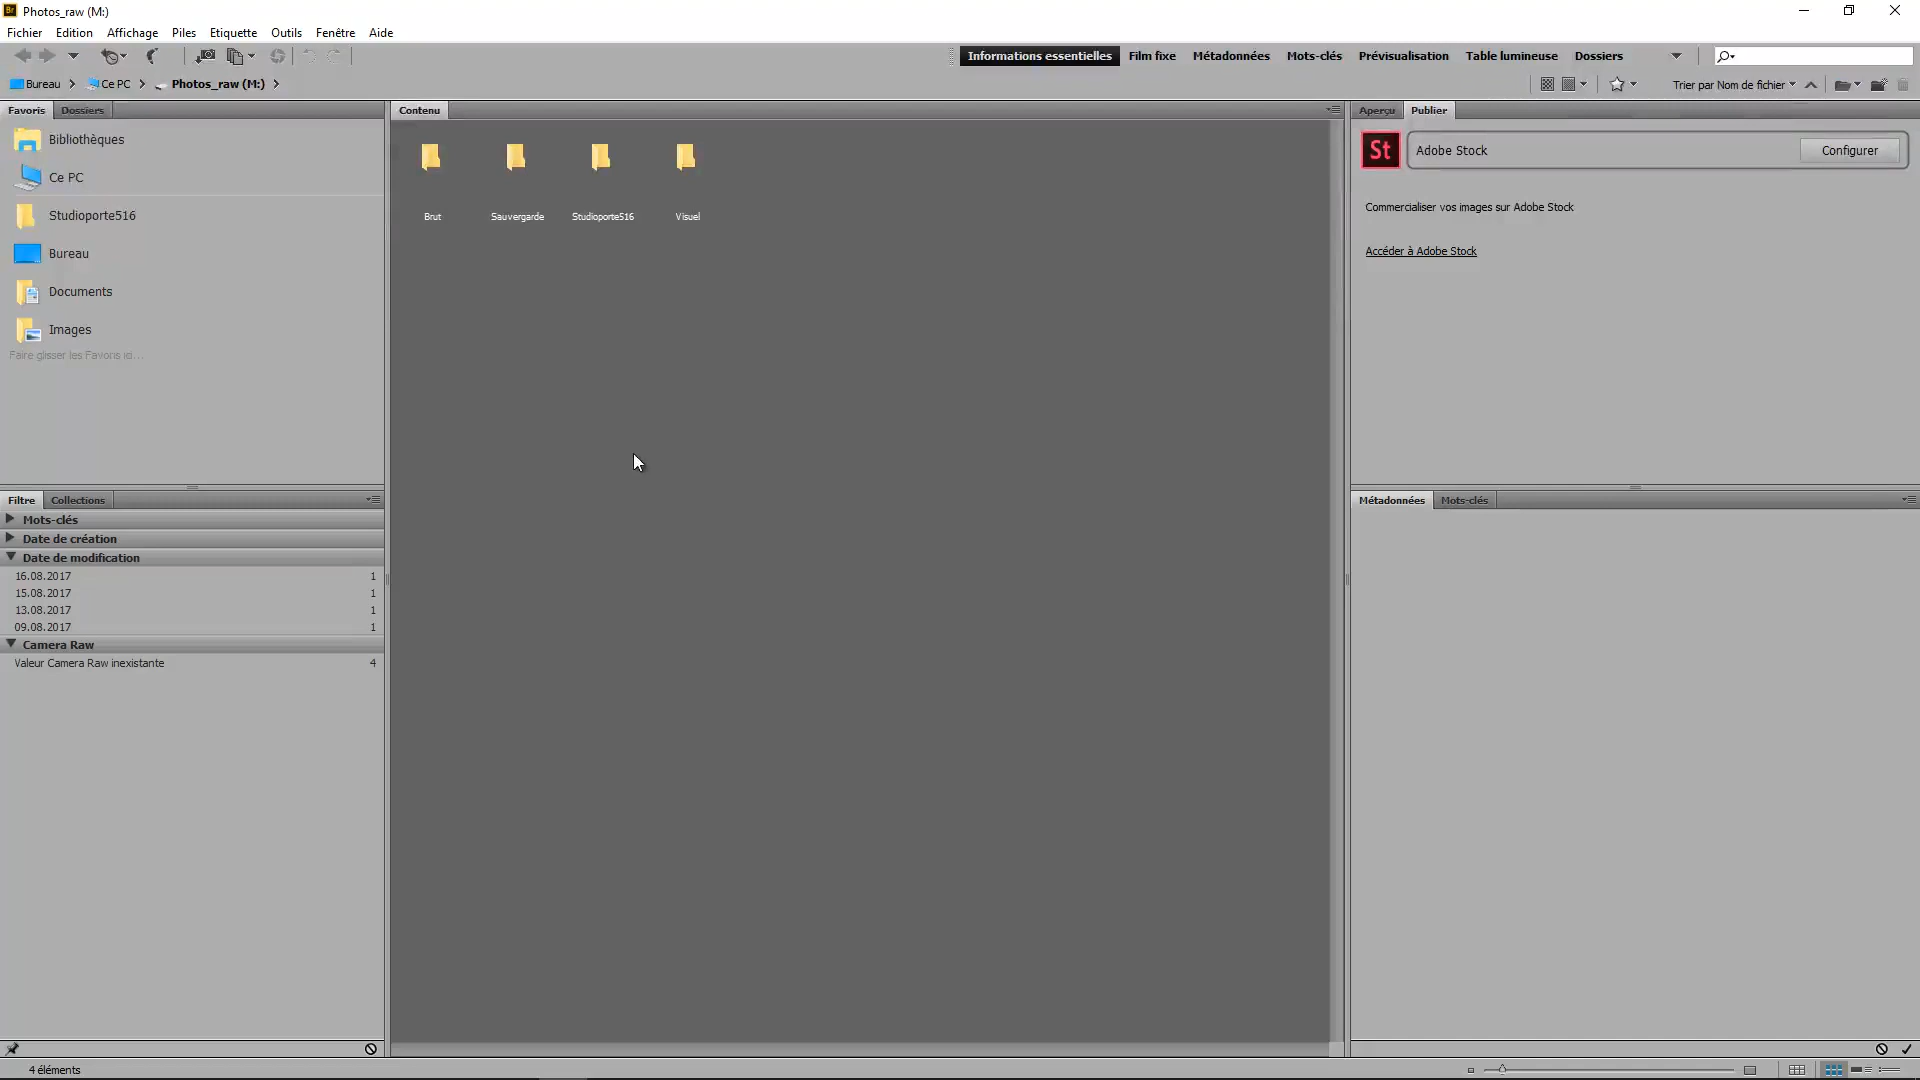 Br Photos_raw (M:)
Fichier Edition Affichage Piles Etiquette Outils Fenêtre Aide
Informations essentielles Film fixe Métadonnées Mots-clés Prévisualisation Table lumineuse Dossiers
Bureau Ce PC Photos_raw (M:)
Trier par Nom de fichier
Favoris Dossiers
Bibliothèques
Ce PC
Studioporte516
Bureau
Documents
Images
Faire glisser les Favoris ici...
Filtre Collections
Mots-clés
Date de création
Date de modification
16.08.2017 1
15.08.2017 1
13.08.2017 1
09.08.2017 1
Camera Raw
Valeur Camera Raw inexistante 4
4 éléments
Contenu
Brut Sauvergarde Studioporte516 Visuel
Aperçu Publier
St Adobe Stock Configurer
Commercialiser vos images sur Adobe Stock
Accéder à Adobe Stock
Métadonnées Mots-clés